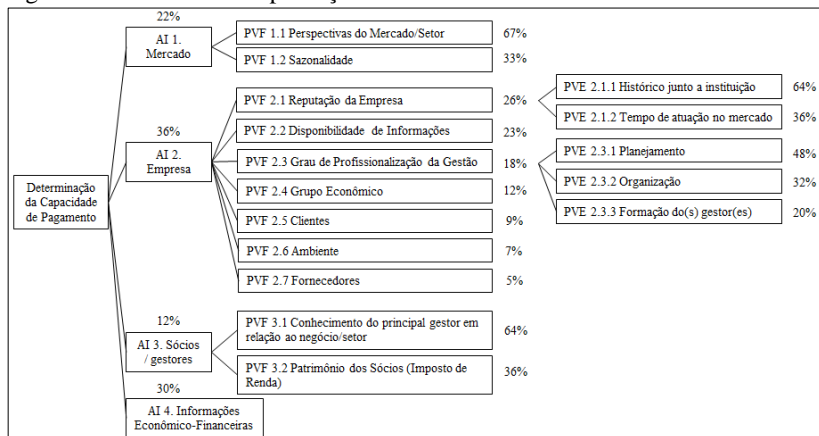 22%
AI 1.
Mercado
PVF 1.1 Perspectivas do Mercado/Setor
67%
PVF 1.2 Sazonalidade
33%
36%
AI 2.
Empresa
PVF 2.1 Reputação da Empresa
26%
PVE 2.1.1 Histórico junto a instituição
64%
PVE 2.1.2 Tempo de atuação no mercado
36%
PVF 2.2 Disponibilidade de Informações
23%
PVF 2.3 Grau de Profissionalização da Gestão
18%
PVE 2.3.1 Planejamento
48%
PVE 2.3.2 Organização
32%
PVE 2.3.3 Formação do(s) gestor(es)
20%
PVF 2.4 Grupo Econômico
12%
PVF 2.5 Clientes
9%
PVF 2.6 Ambiente
7%
PVF 2.7 Fornecedores
5%
Determinação
da Capacidade
de Pagamento
12%
AI 3. Sócios
/ gestores
PVF 3.1 Conhecimento do principal gestor em
relação ao negócio/setor
64%
PVF 3.2 Patrimônio dos Sócios (Imposto de
Renda)
36%
30%
AI 4. Informações
Econômico-Financeiras